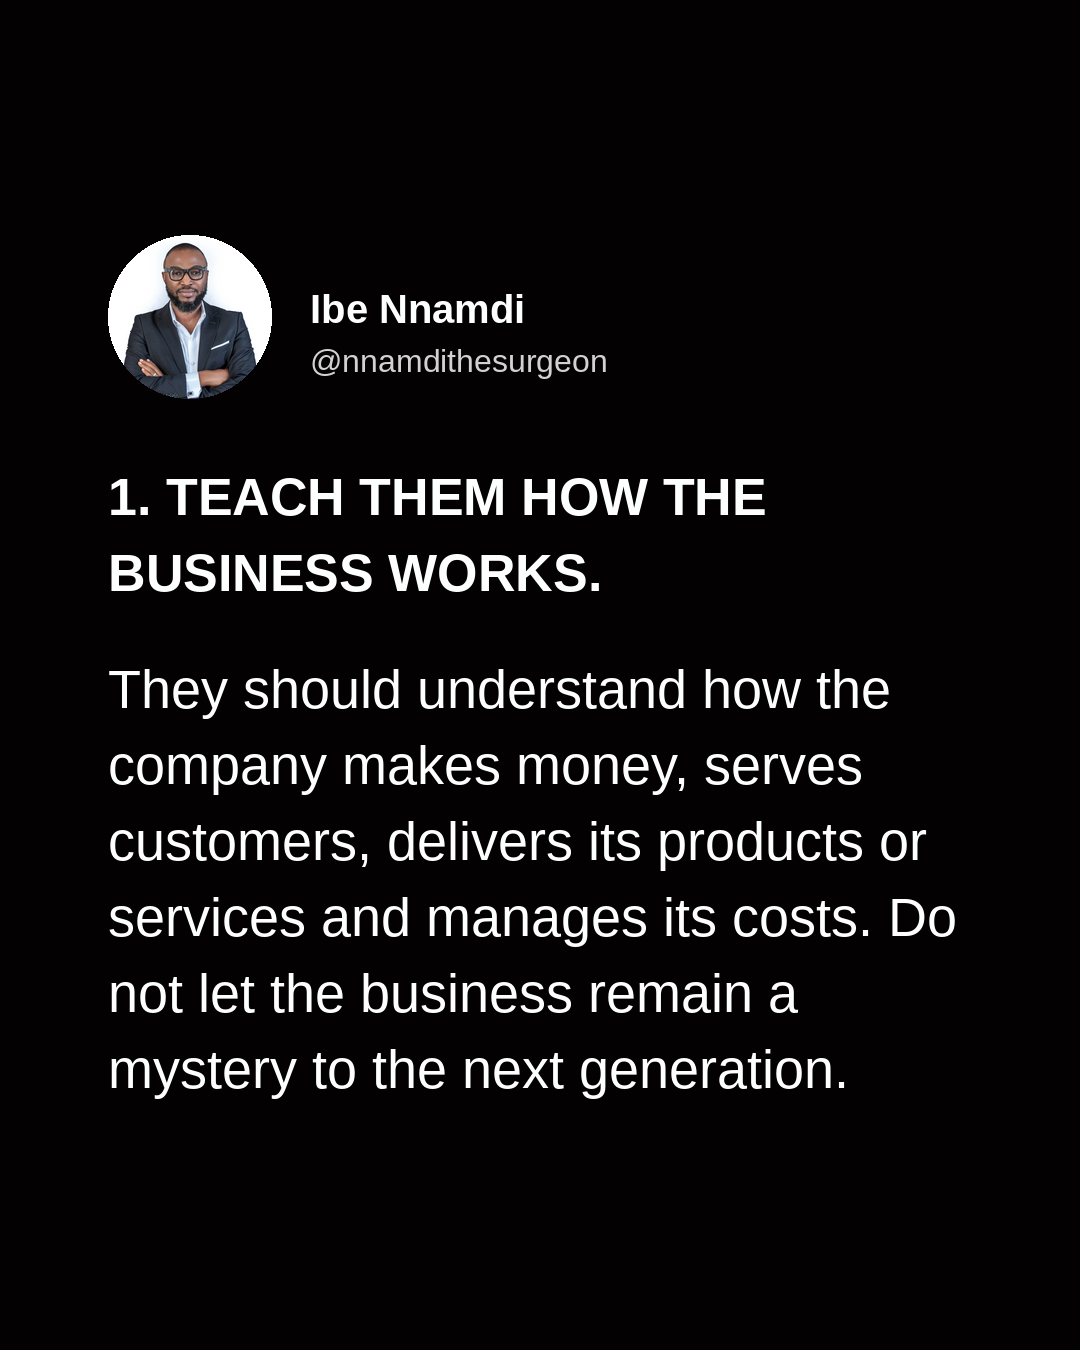 Ibe Nnamdi
@nnamdithesurgeon
1. TEACH THEM HOW THE
BUSINESS WORKS.
They should understand how the
company makes money, serves
customers, delivers its products or
services and manages its costs. Do
not let the business remain a
mystery to the next generation.